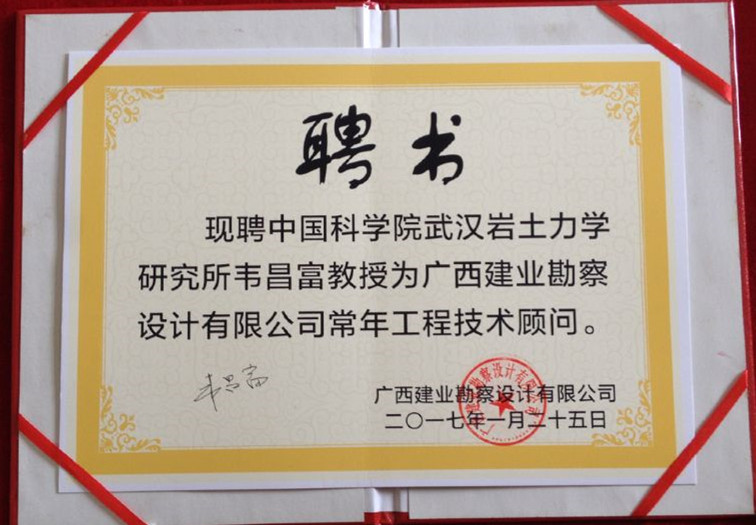 聘书
现聘中国科学院武汉岩土力学
研究所韦昌富教授为广西建业勘察
设计有限公司常年工程技术顾问。
韦昌富
广西建业勘察设计有限公司
二〇一七年一月二十五日